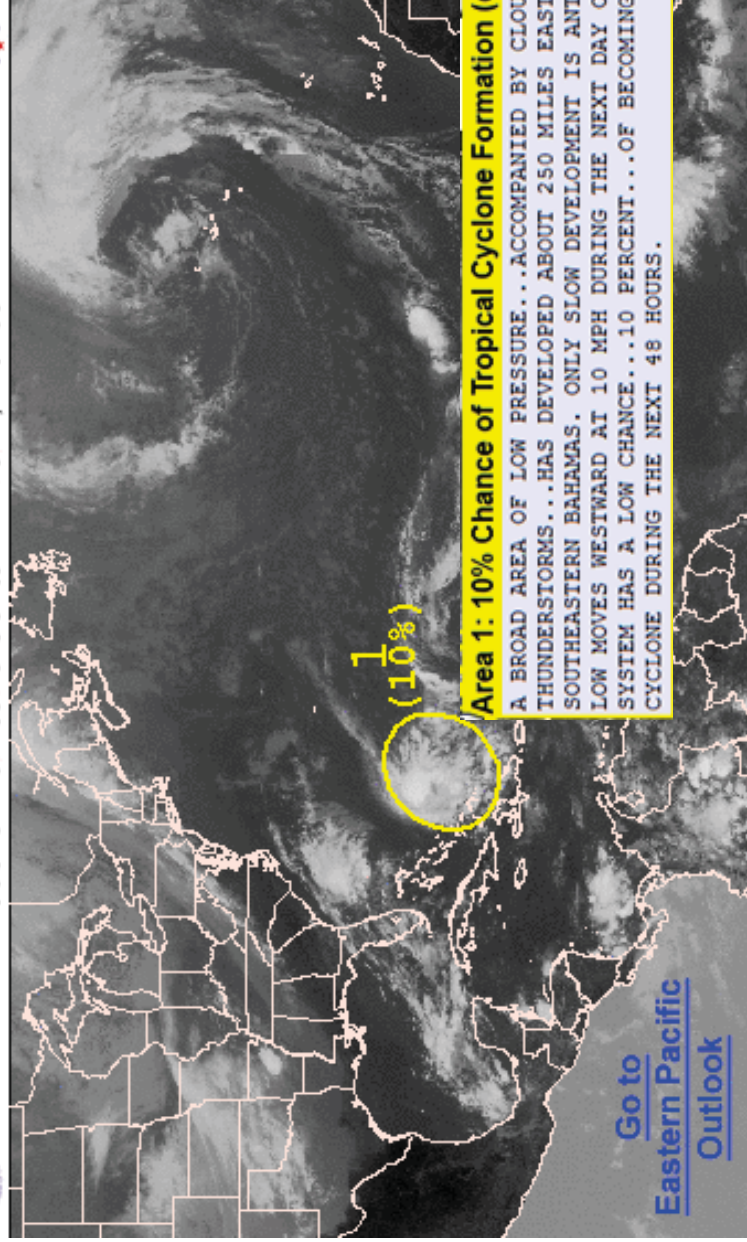 1
(10%)
Area 1: 10% Chance of Tropical Cyclone Formation
A BROAD AREA OF LOW PRESSURE...ACCOMPANIED BY
THUNDERSTORMS...HAS DEVELOPED ABOUT 250 MILES EAST
SOUTHEASTERN BAHAMAS. ONLY SLOW DEVELOPMENT IS
LOW MOVES WESTWARD AT 10 MPH DURING THE NEXT DAY
SYSTEM HAS A LOW CHANCE...10 PERCENT...OF BECOMING
CYCLONE DURING THE NEXT 48 HOURS.
Go to
Eastern Pacific
Outlook